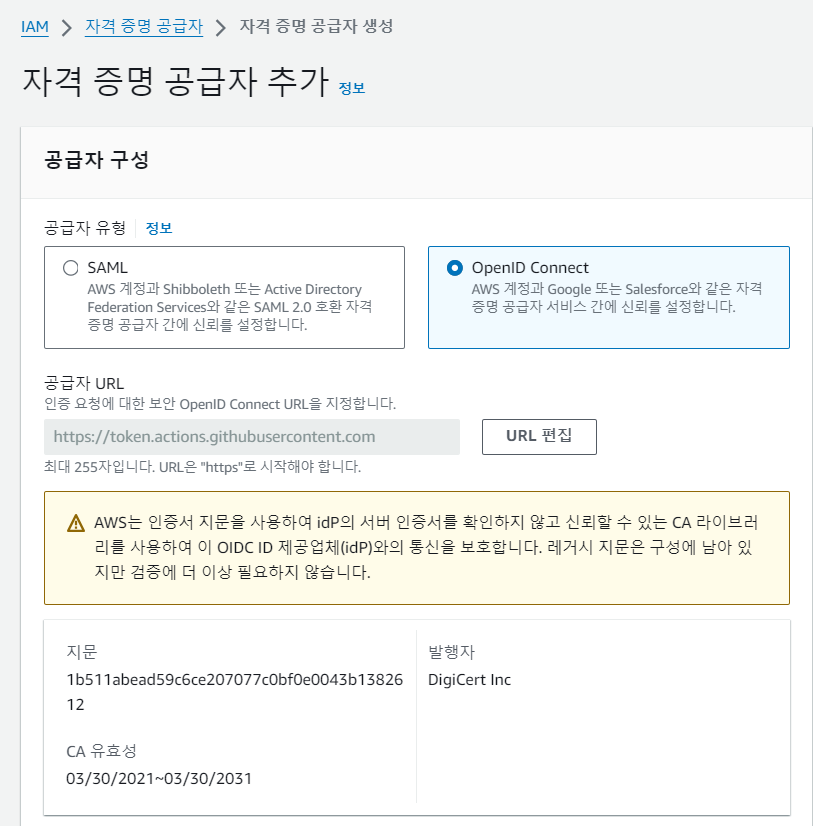 IAM > 자격 증명 공급자 > 자격 증명 공급자 생성
자격 증명 공급자 추가 정보
공급자 구성
공급자 유형 정보
SAML
AWS 계정과 Shibboleth 또는 Active Directory
Federation Services와 같은 SAML 2.0 호환 자격
증명 공급자 간에 신뢰를 설정합니다.
OpenID Connect
AWS 계정과 Google 또는 Salesforce와 같은 자격
증명 공급자 서비스 간에 신뢰를 설정합니다.
공급자 URL
인증 요청에 대한 보안 OpenID Connect URL을 지정합니다.
https://token.actions.githubusercontent.com
URL 편집
최대 255자입니다. URL은 "https"로 시작해야 합니다.
AWS는 인증서 지문을 사용하여 idP의 서버 인증서를 확인하지 않고 신뢰할 수 있는 CA 라이브러
리를 사용하여 이 OIDC ID 제공업체(idP)와의 통신을 보호합니다. 레거시 지문은 구성에 남아 있
지만 검증에 더 이상 필요하지 않습니다.
지문
1b511abead59c6ce207077c0bf0e0043b13826
12
발행자
DigiCert Inc
CA 유효성
03/30/2021~03/30/2031